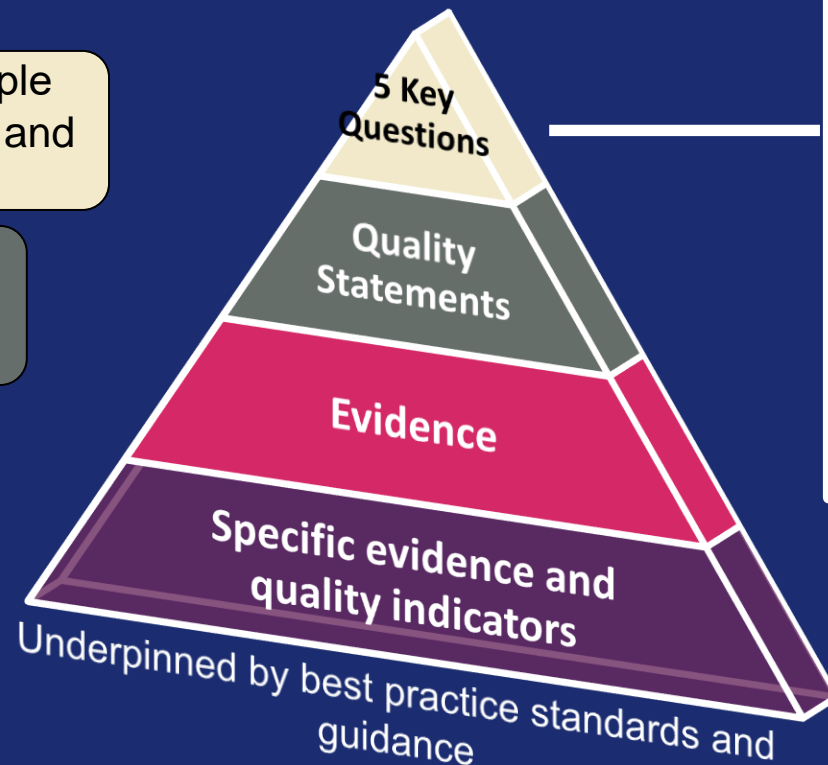 and
5 Key
Questions
Quality
Statements
Evidence
Specific evidence and
quality indicators
Underpinned by best practice standards and
guidance